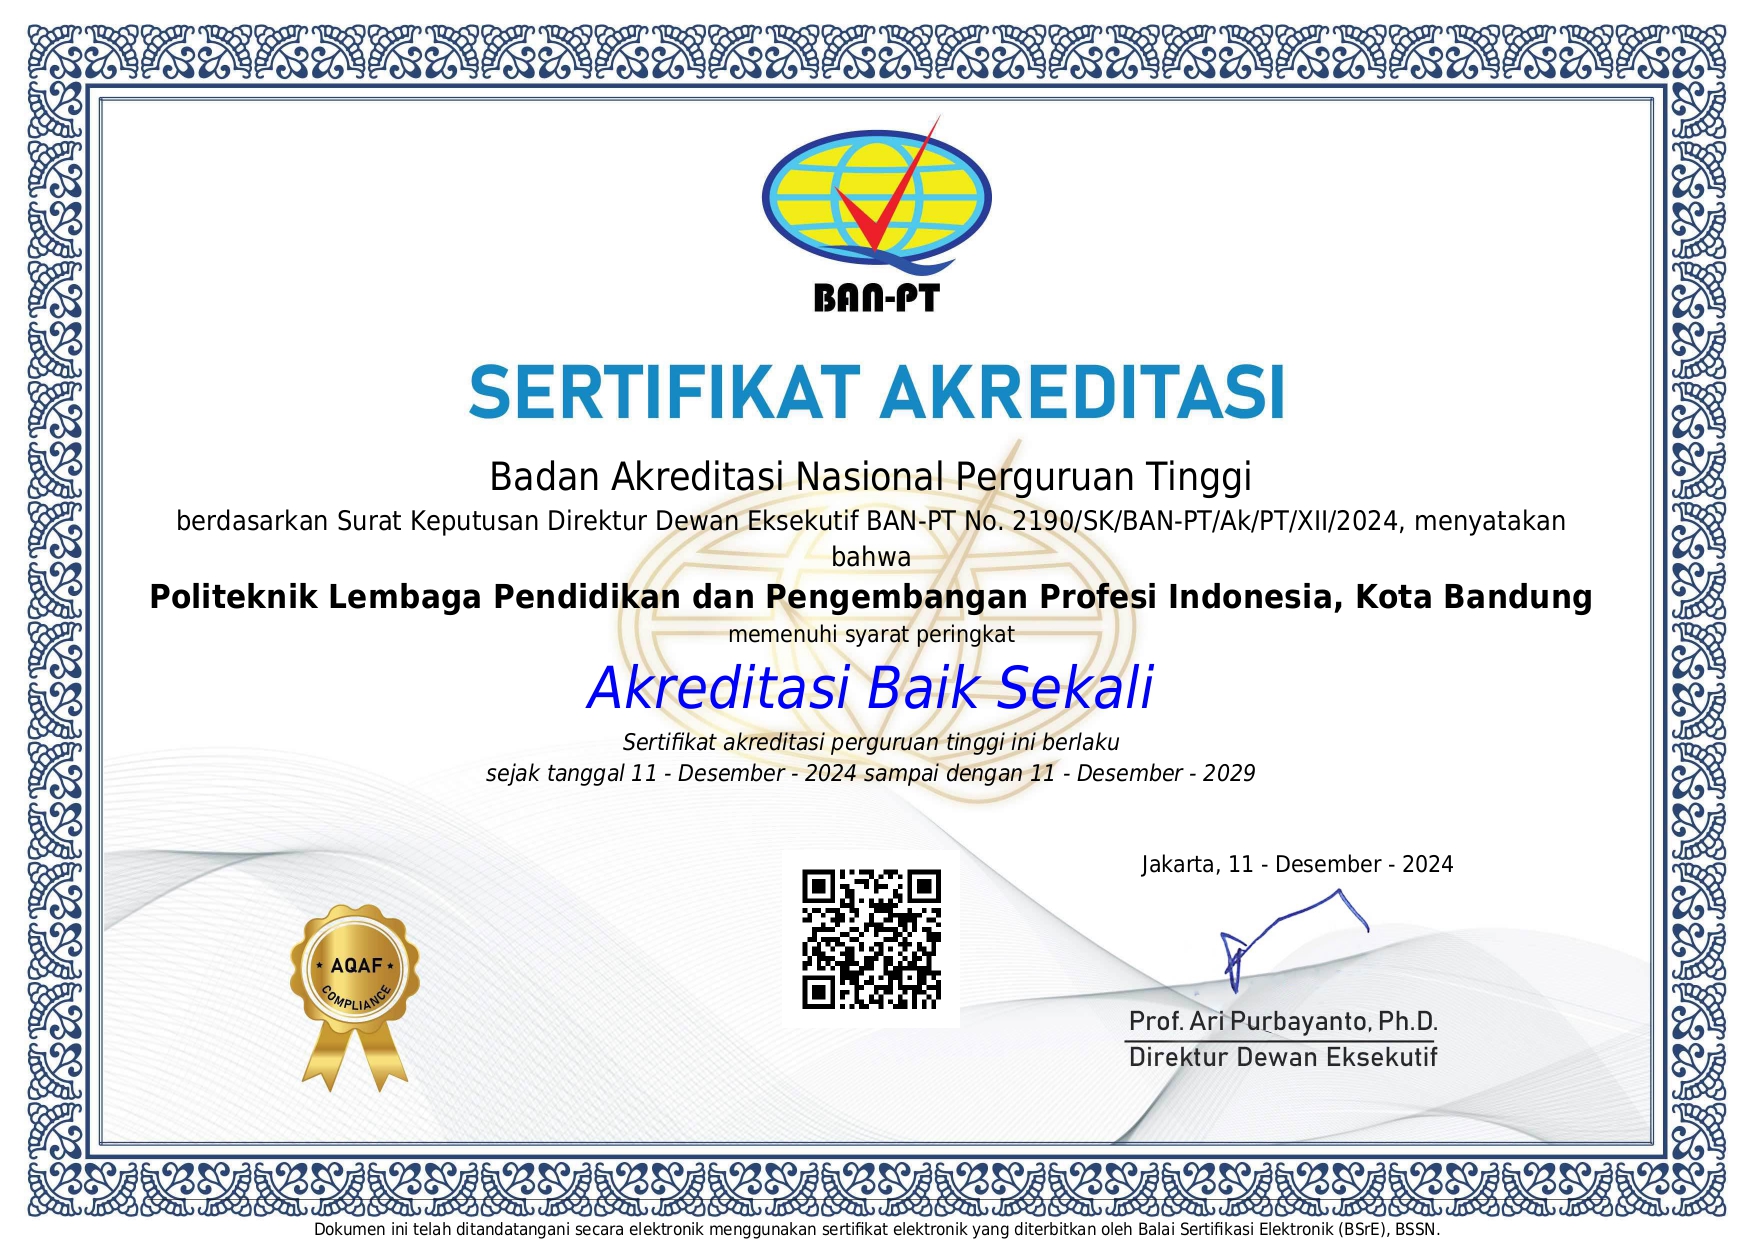 BAN-PT
SERTIFIKAT AKREDITASI
Badan Akreditasi Nasional Perguruan Tinggi
berdasarkan Surat Keputusan Direktur Dewan Eksekutif BAN-PT No. 2190/SK/BAN-PT/Ak/PT/XII/2024, menyatakan
bahwa
Politeknik Lembaga Pendidikan dan Pengembangan Profesi Indonesia, Kota Bandung
memenuhi syarat peringkat
Akreditasi Baik Sekali
Sertifikat akreditasi perguruan tinggi ini berlaku
sejak tanggal 11 - Desember - 2024 sampai dengan 11 - Desember - 2029
Jakarta, 11 - Desember - 2024
AQAF
COMPLIANCE
Prof. Ari Purbayanto, Ph.D.
Direktur Dewan Eksekutif
Dokumen ini telah ditandatangani secara elektronik menggunakan sertifikat elektronik yang diterbitkan oleh Balai Sertifikasi Elektronik (BSrE), BSSN.